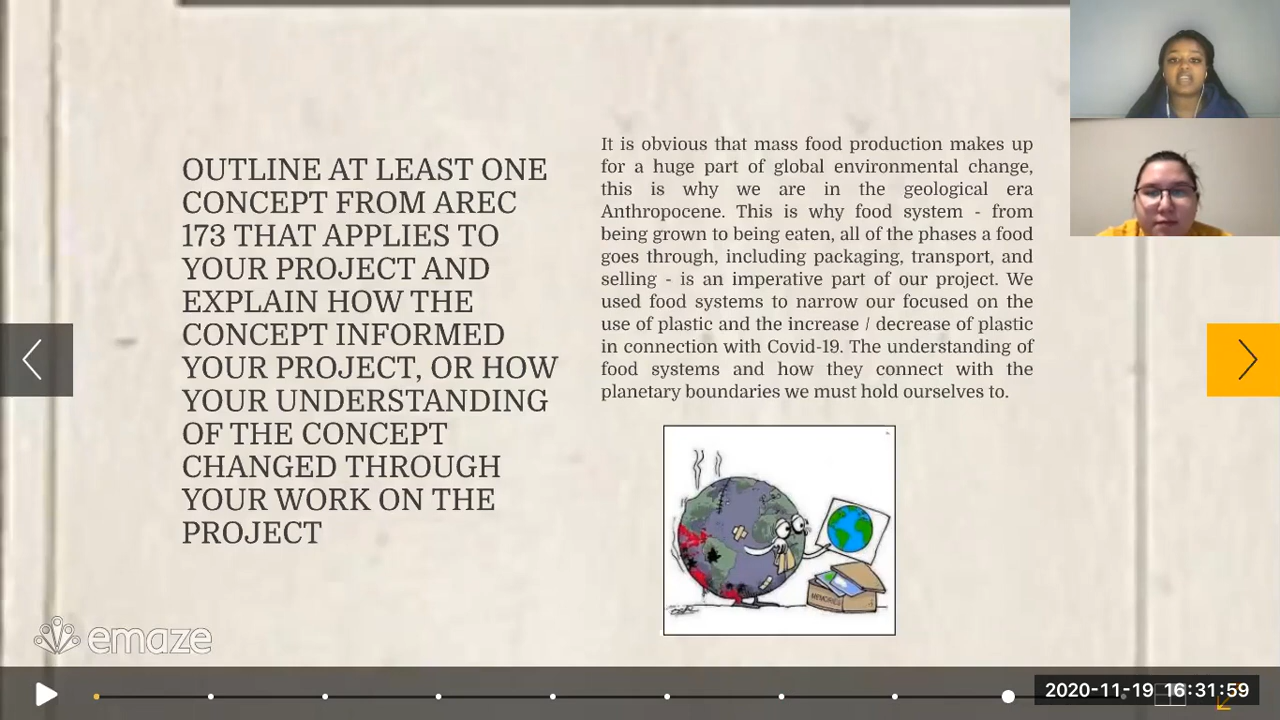 OUTLINE AT LEAST ONE
CONCEPT FROM AREC
173 THAT APPLIES TO
YOUR PROJECT AND
EXPLAIN HOW THE
CONCEPT INFORMED
YOUR PROJECT, OR HOW
YOUR UNDERSTANDING
OF THE CONCEPT
CHANGED THROUGH
YOUR WORK ON THE
PROJECT
It is obvious that mass food production makes up
for a huge part of global environmental change,
this is why we are in the geological era
Anthropocene. This is why food system - from
being grown to being eaten, all of the phases a food
goes through, including packaging, transport, and
selling - is an imperative part of our project. We
used food systems to narrow our focused on the
use of plastic and the increase / decrease of plastic
in connection with Covid-19. The understanding of
food systems and how they connect with the
planetary boundaries we must hold ourselves to.
MEMORIES
emaze
2020-11-19 16:31:59